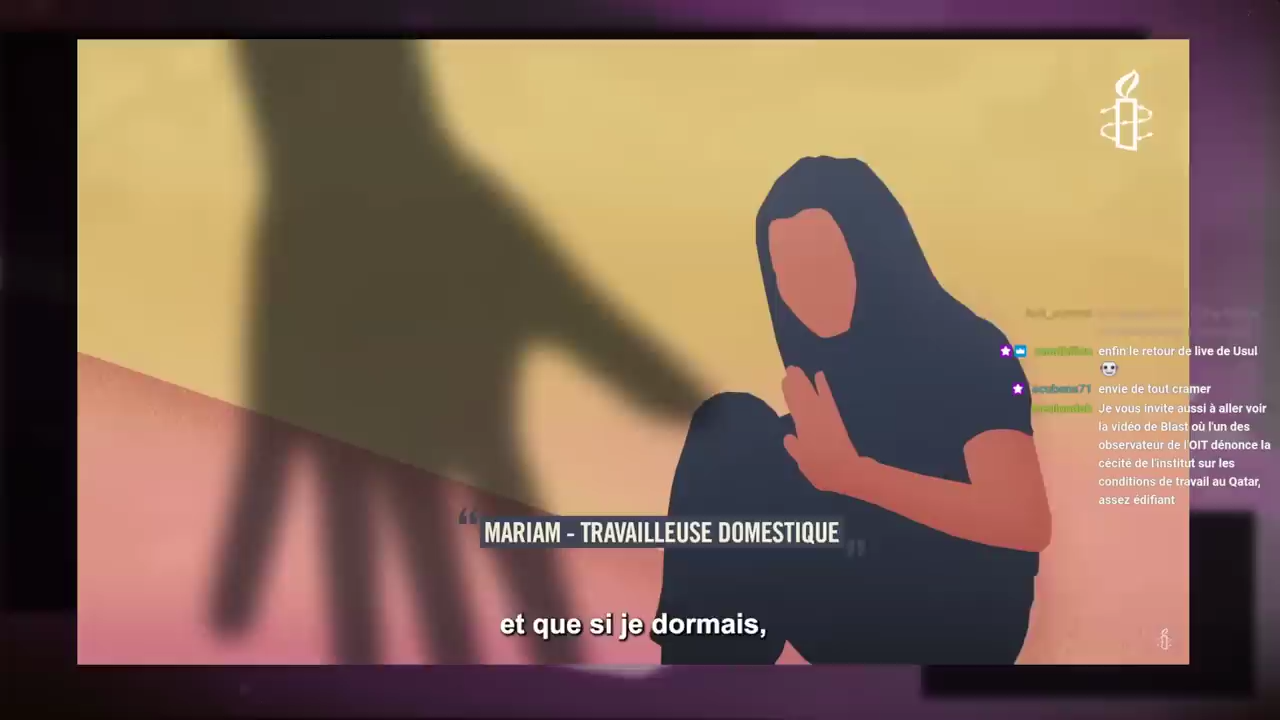 enfin le retour de live de Usul
envie de tout cramer
Je vous invite aussi à aller voir
la vidéo de Blast où l'un des
observateur de l'OIT dénonce la
cécité de l'institut sur les
conditions de travail au Qatar,
assez édifiant
“MARIAM - TRAVAILLEUSE DOMESTIQUE”
et que si je dormais,